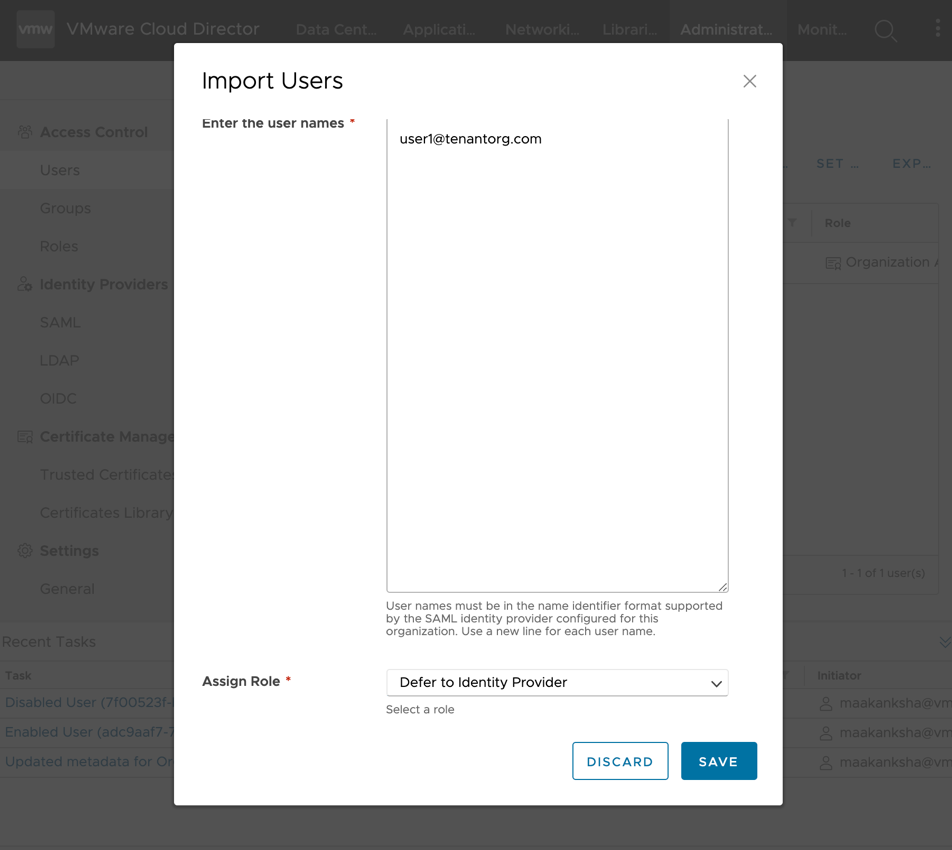 vmw VMware Cloud Director Data Cent... Applicati... Networki... Librari... Administrat... Monit...
Import Users
Enter the user names *
user1@tenantorg.com
Access Control
Users
Groups
Roles
Identity Providers
SAML
LDAP
OIDC
Certificate Manage
Trusted Certificates
Certificates Library
Settings
General
SET ... EXP...
Role
Organization A
1 - 1 of 1 user(s)
User names must be in the name identifier format supported
by the SAML identity provider configured for this
organization. Use a new line for each user name.
Assign Role *
Defer to Identity Provider
Select a role
DISCARD SAVE
Recent Tasks
Task Initiator
Disabled User (7f00523f- maakanksha@vm
Enabled User (adc9aaf7-7 maakanksha@vm
Updated metadata for Or maakanksha@vm